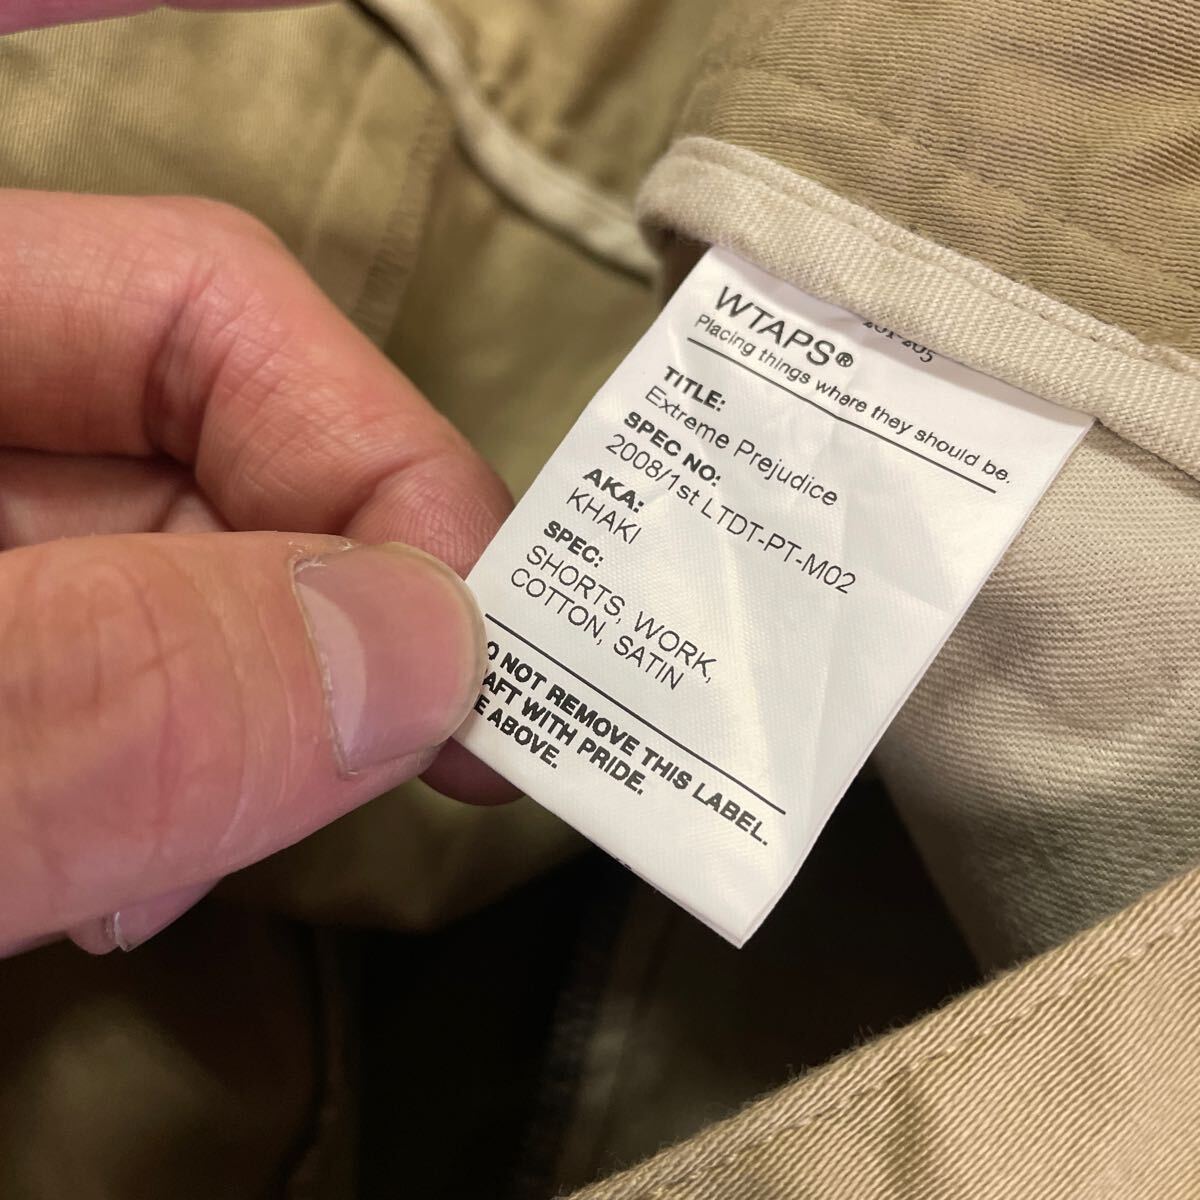 WTAPS®
Placing things where they should be.
TITLE:
Extreme Prejudice
SPEC NO:
2008/1st LTDT-PT-M02
AKA:
KHAKI
SPEC:
SHORTS, WORK,
COTTON, SATIN
NOT REMOVE THIS LABEL.
WITH PRIDE.
ABOVE.